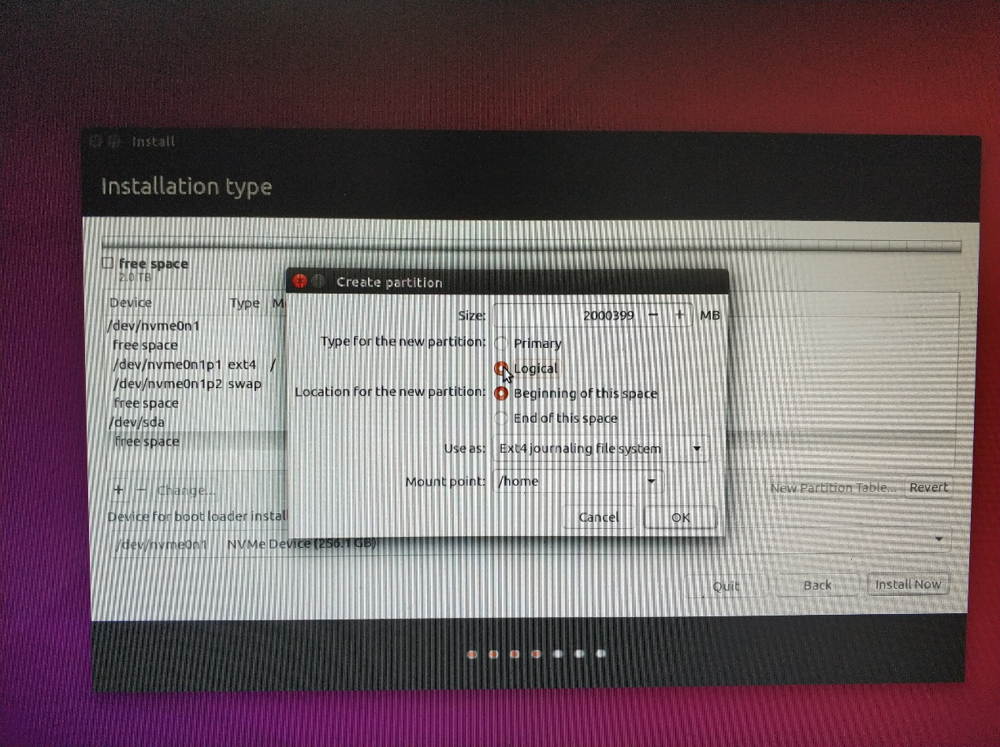 Install
Installation type
free space
2.0 TB
Device Type M
/dev/nvme0n1
free space
/dev/nvme0n1p1 ext4 /
/dev/nvme0n1p2 swap
free space
/dev/sda
free space
+ − Change...
New Partition Table... Revert
Device for boot loader install
/dev/nvme0n1 NVMe Device (256.1 GB)
Quit Back Install Now
Create partition
Size: 2000399 − + MB
Type for the new partition: Primary
Logical
Location for the new partition: Beginning of this space
End of this space
Use as: Ext4 journaling file system
Mount point: /home
Cancel OK